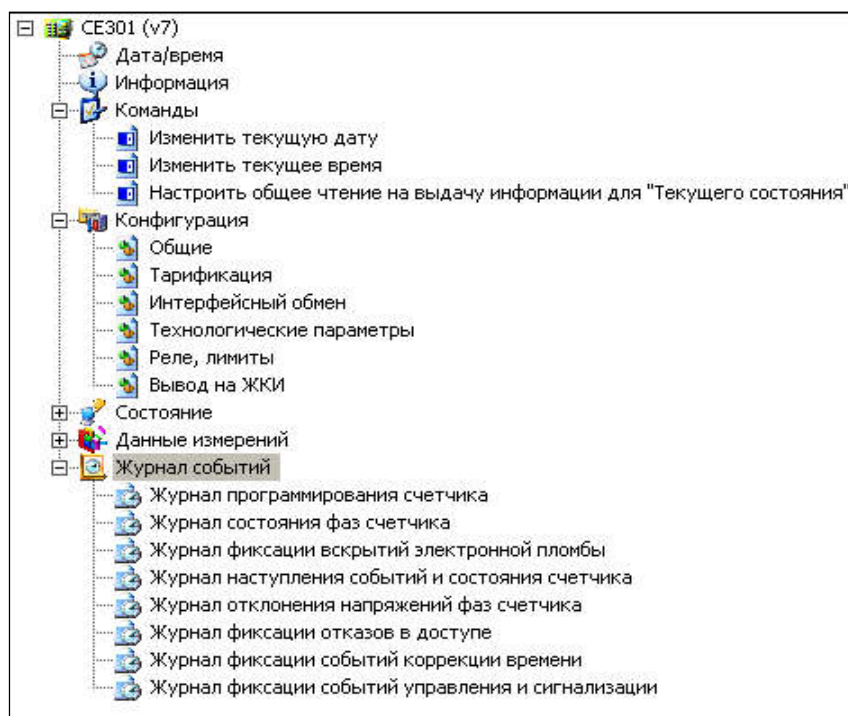 CE301 (v7)
Дата/время
Информация
Команды
Изменить текущую дату
Изменить текущее время
Настроить общее чтение на выдачу информации для "Текущего состояния"
Конфигурация
Общие
Тарификация
Интерфейсный обмен
Технологические параметры
Реле, лимиты
Вывод на ЖКИ
Состояние
Данные измерений
Журнал событий
Журнал программирования счетчика
Журнал состояния фаз счетчика
Журнал фиксации вскрытий электронной пломбы
Журнал наступления событий и состояния счетчика
Журнал отклонения напряжений фаз счетчика
Журнал фиксации отказов в доступе
Журнал фиксации событий коррекции времени
Журнал фиксации событий управления и сигнализации